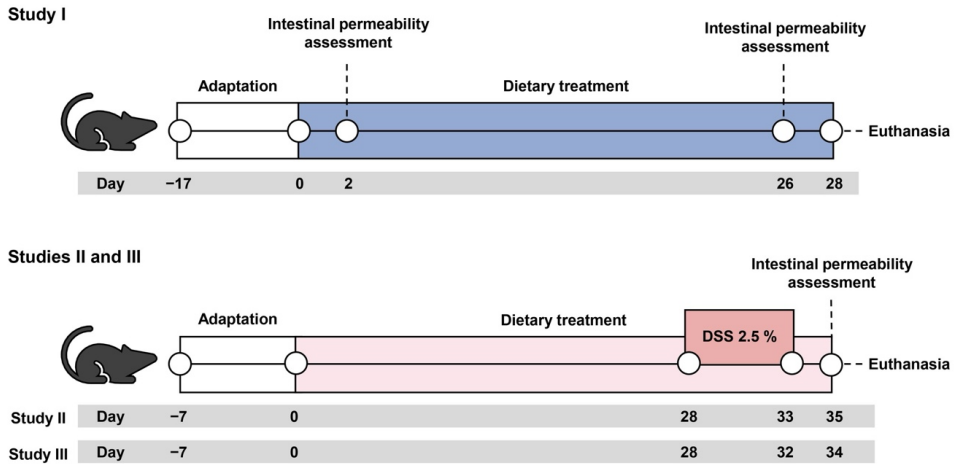 Study I
Intestinal permeability
assessment
Intestinal permeability
assessment
Adaptation
Dietary treatment
Euthanasia
Day −17 0 2 26 28
Studies II and III
Intestinal permeability
assessment
Adaptation
Dietary treatment
DSS 2.5 %
Euthanasia
Study II Day −7 0 28 33 35
Study III Day −7 0 28 32 34